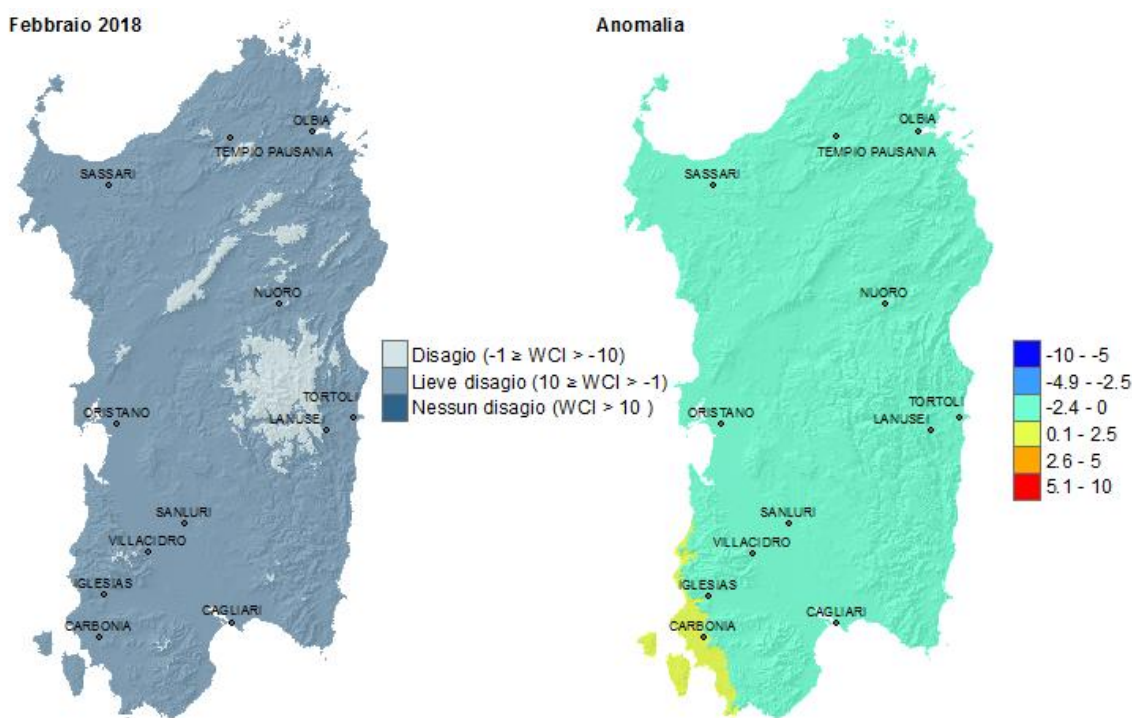 Febbraio 2018
OLBIA
TEMPIO PAUSANIA
SASSARI
NUORO
TORTOLI
ORISTANO
LANUSEI
SANLURI
VILLACIDRO
IGLESIAS
CAGLIARI
CARBONIA
Disagio (-1 ≥ WCI > -10)
Lieve disagio (10 ≥ WCI > -1)
Nessun disagio (WCI > 10 )
Anomalia
OLBIA
TEMPIO PAUSANIA
SASSARI
NUORO
TORTOLI
ORISTANO
LANUSEI
SANLURI
VILLACIDRO
IGLESIAS
CAGLIARI
CARBONIA
-10 - -5
-4.9 - -2.5
-2.4 - 0
0.1 - 2.5
2.6 - 5
5.1 - 10